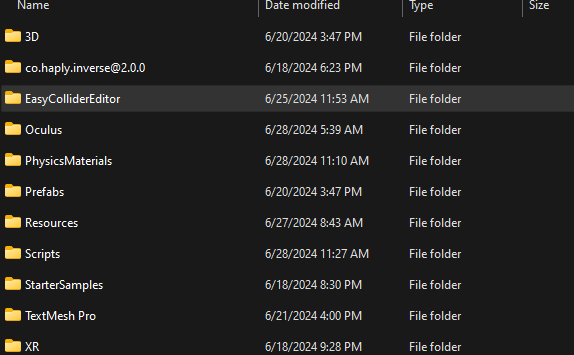 Name Date modified Type Size
3D 6/20/2024 3:47 PM File folder
co.haply.inverse@2.0.0 6/18/2024 6:23 PM File folder
EasyColliderEditor 6/25/2024 11:53 AM File folder
Oculus 6/28/2024 5:39 AM File folder
PhysicsMaterials 6/28/2024 11:10 AM File folder
Prefabs 6/20/2024 3:47 PM File folder
Resources 6/27/2024 8:43 AM File folder
Scripts 6/28/2024 11:27 AM File folder
StarterSamples 6/18/2024 8:30 PM File folder
TextMesh Pro 6/21/2024 4:00 PM File folder
XR 6/18/2024 9:28 PM File folder